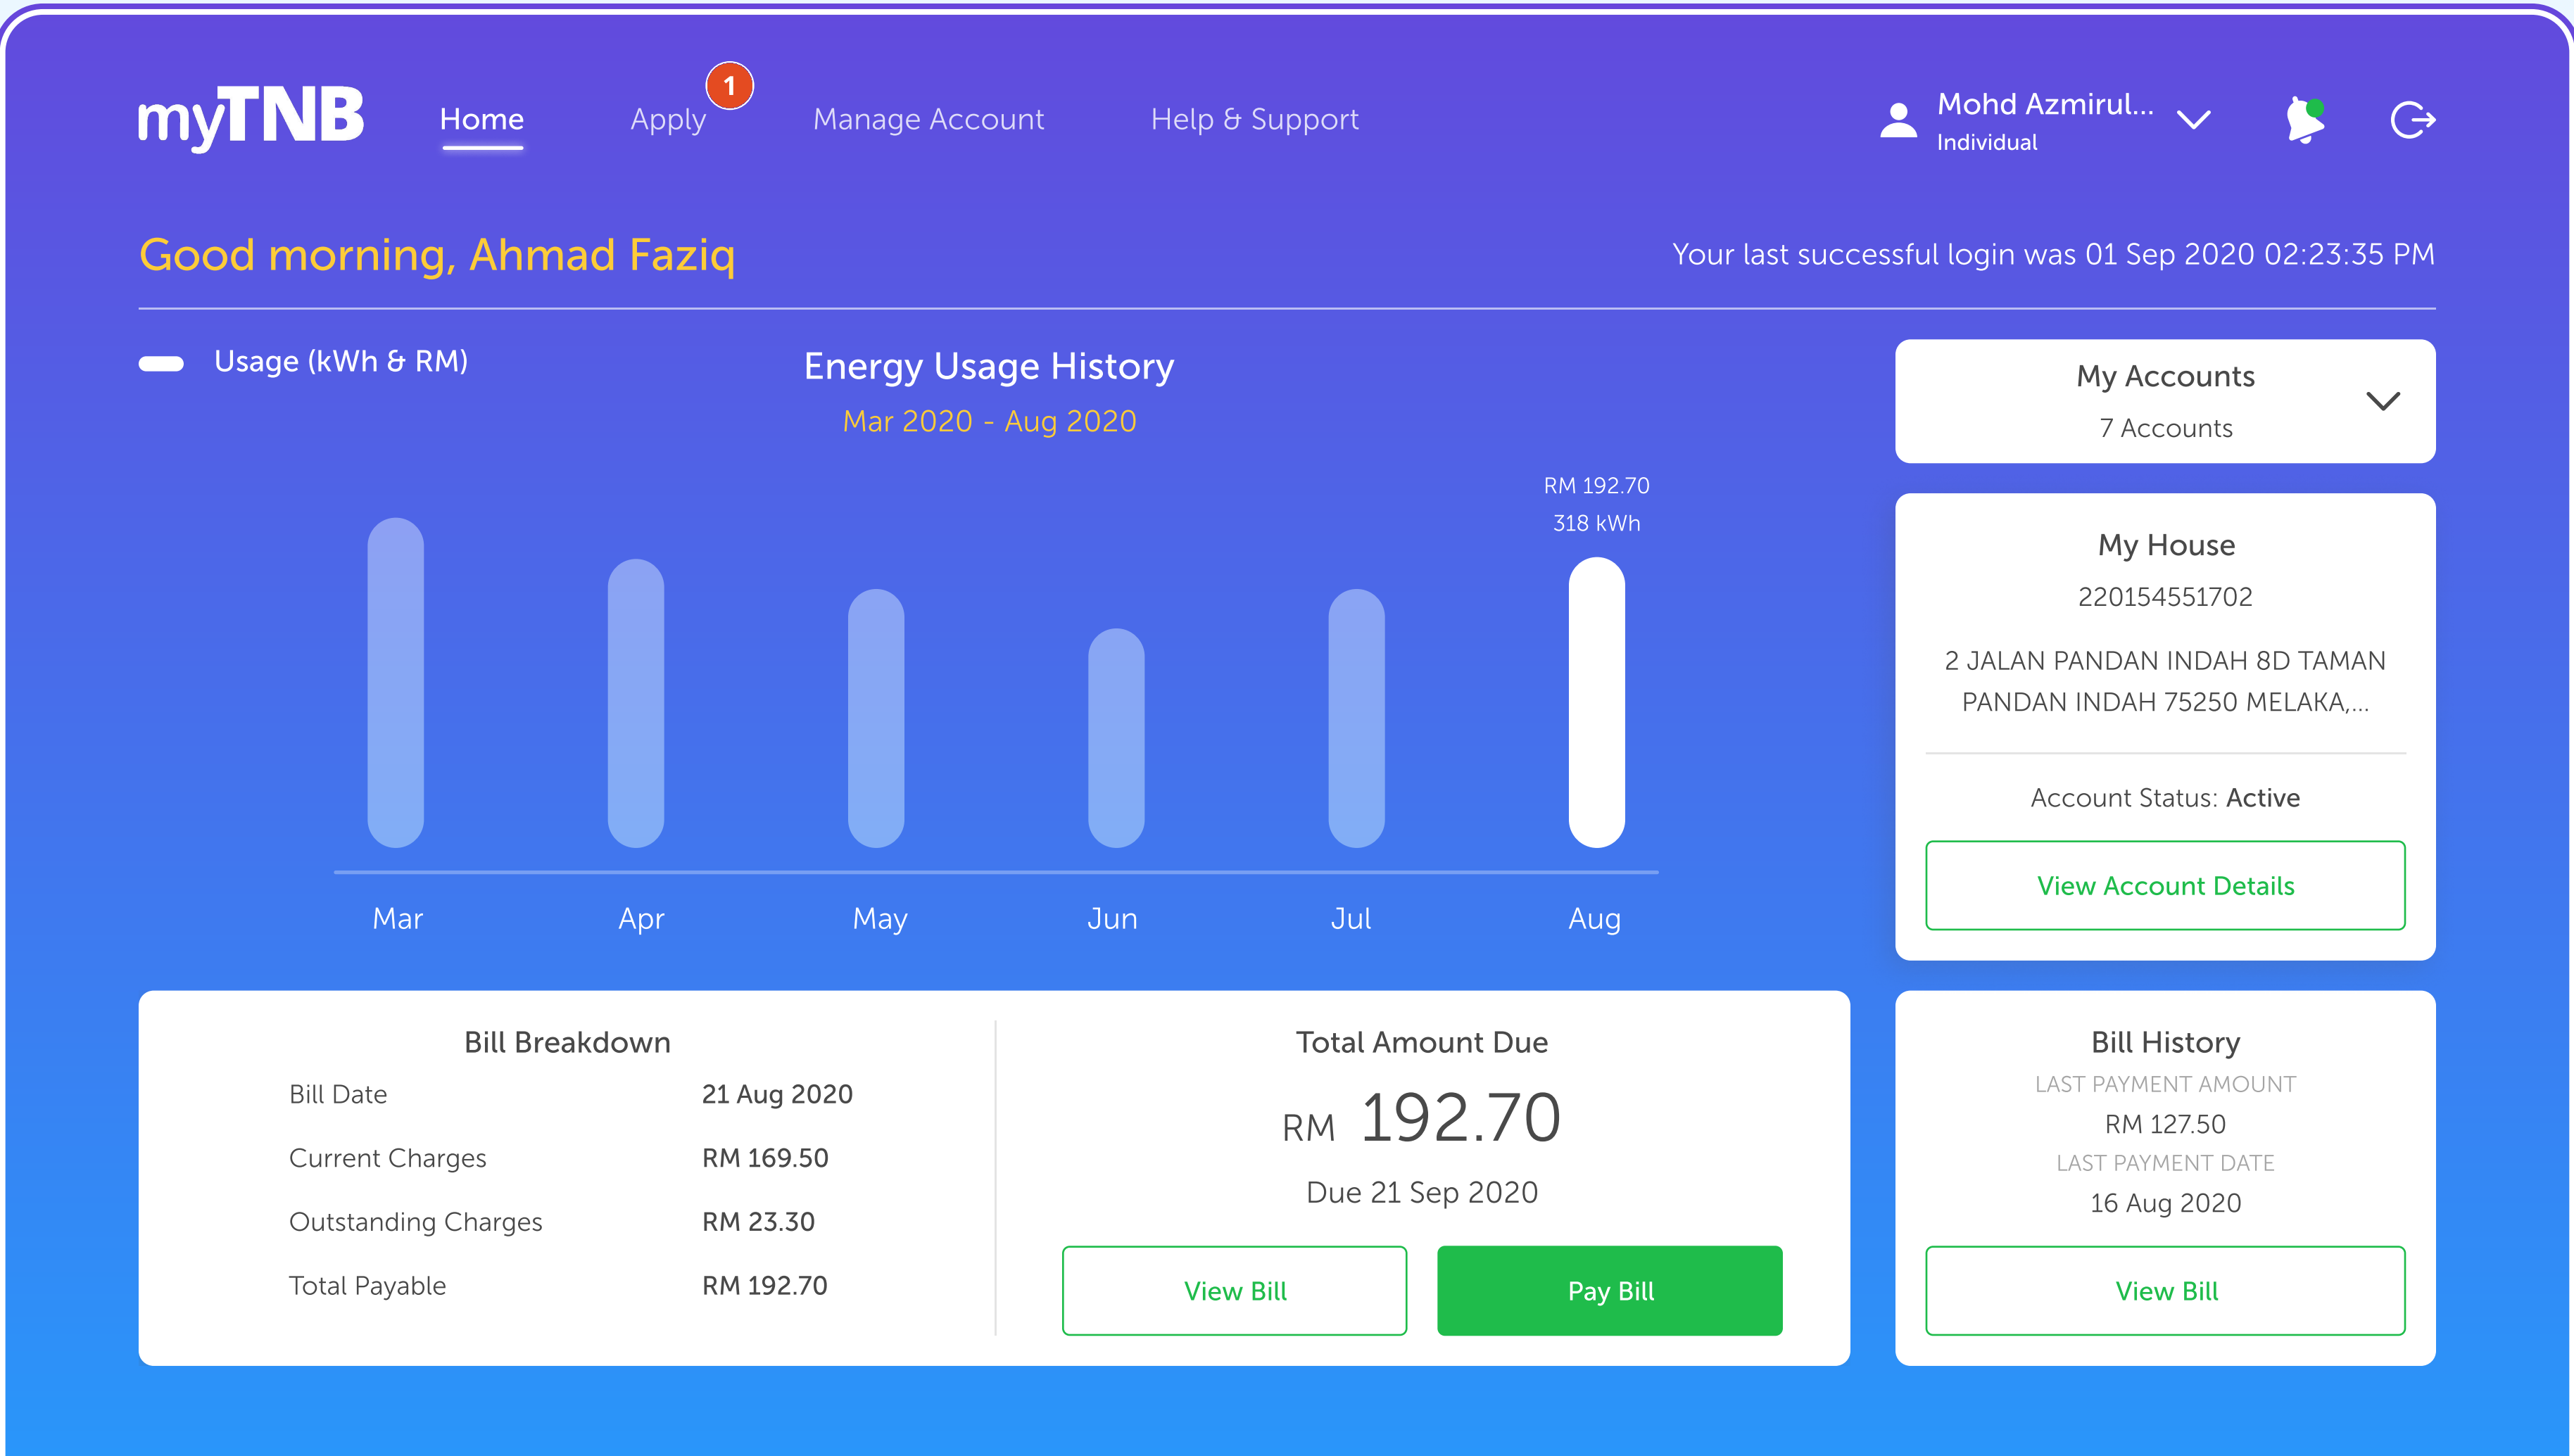 myTNB
Home
Apply
1
Manage Account
Help & Support
Mohd Azmirul...
Individual
Good morning, Ahmad Faziq
Your last successful login was 01 Sep 2020 02:23:35 PM
Usage (kWh & RM)
Energy Usage History
Mar 2020 - Aug 2020
RM 192.70
318 kWh
Mar
Apr
May
Jun
Jul
Aug
My Accounts
7 Accounts
My House
220154551702
2 JALAN PANDAN INDAH 8D TAMAN
PANDAN INDAH 75250 MELAKA,...
Account Status: Active
View Account Details
Bill Breakdown
Bill Date 21 Aug 2020
Current Charges RM 169.50
Outstanding Charges RM 23.30
Total Payable RM 192.70
Total Amount Due
RM 192.70
Due 21 Sep 2020
View Bill
Pay Bill
Bill History
LAST PAYMENT AMOUNT
RM 127.50
LAST PAYMENT DATE
16 Aug 2020
View Bill